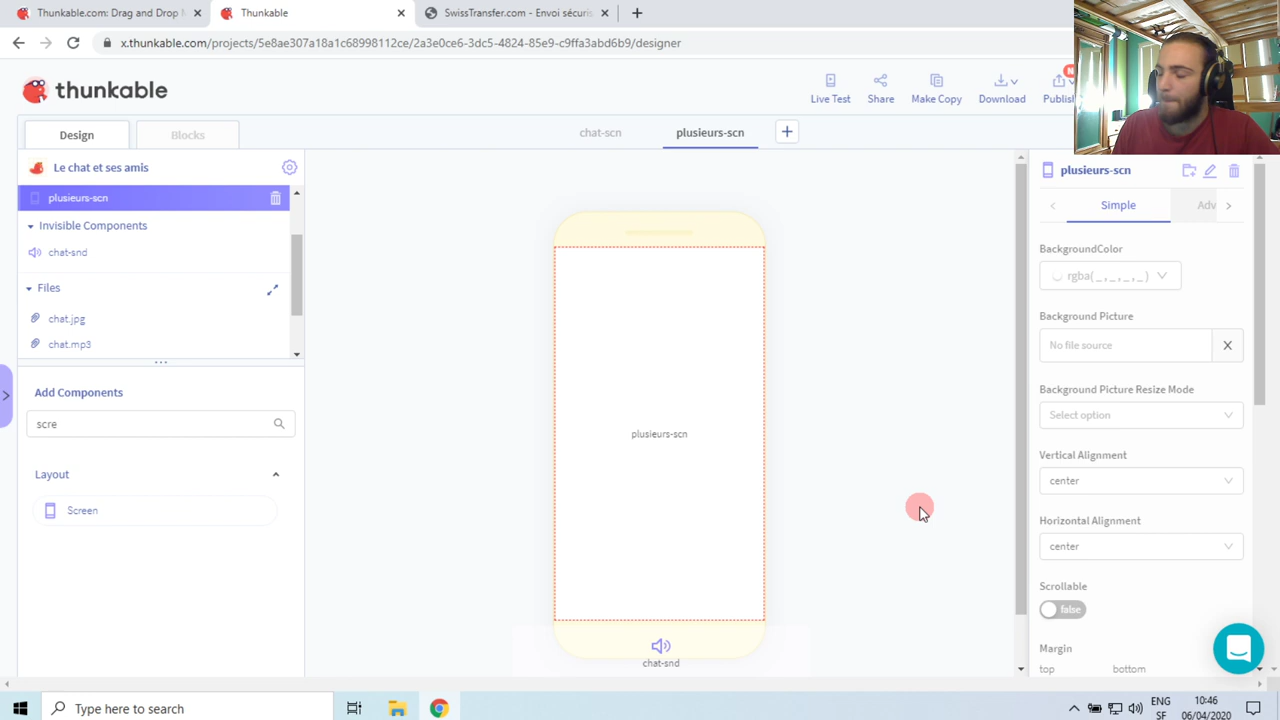 Thunkable.com: Drag and Drop M
Thunkable
SwissTransfer.com - Envoi sécuris
x.thunkable.com/projects/5e8ae307a18a1c68998112ce/2a3e0ce6-3dc5-4824-85e9-c9ffa3abd6b9/designer
thunkable
Live Test
Share
Make Copy
Download
Publish
N
Design
Blocks
chat-scn
plusieurs-scn
Le chat et ses amis
plusieurs-scn
Invisible Components
chat-snd
Files
chat.jpg
chat.mp3
Add Components
scre
Layout
Screen
plusieurs-scn
chat-snd
plusieurs-scn
Simple
Adv
BackgroundColor
rgba( _ , _ , _ , _ )
Background Picture
No file source
Background Picture Resize Mode
Select option
Vertical Alignment
center
Horizontal Alignment
center
Scrollable
false
Margin
top bottom
Type here to search
ENG
SF
10:46
06/04/2020